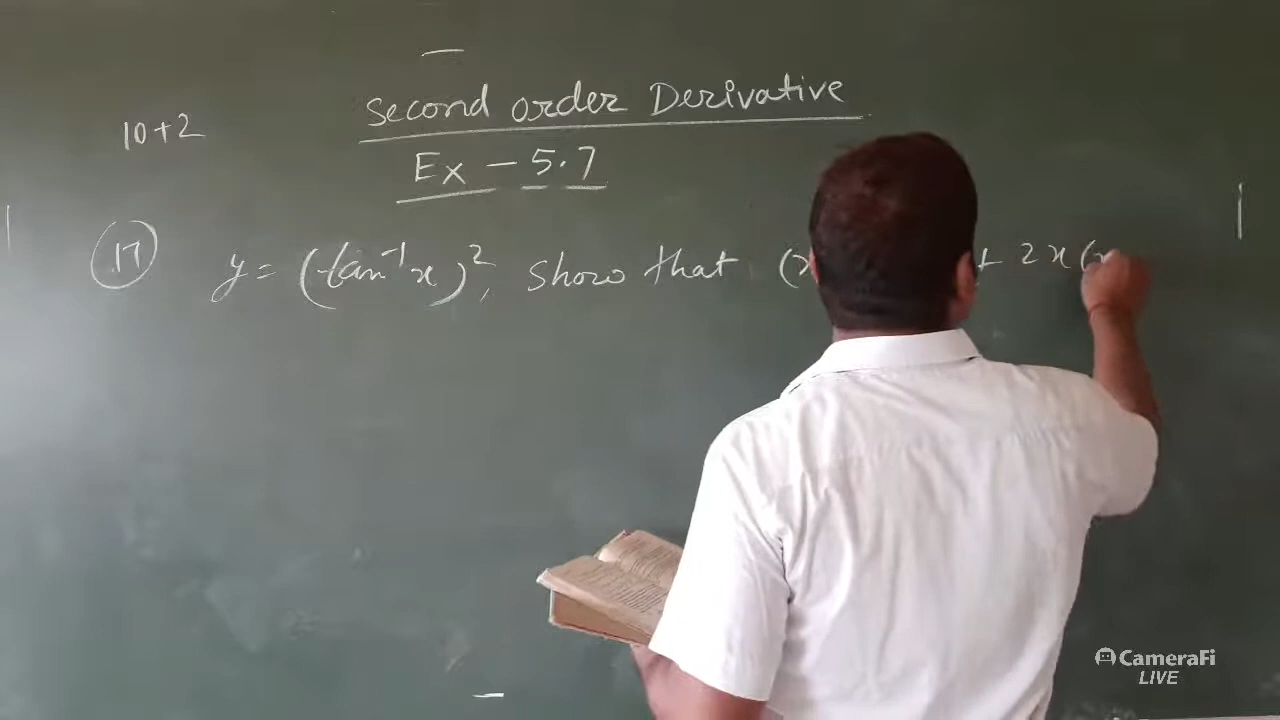 Second order Derivative
10+2
Ex - 5.7
17 y = (tan⁻¹x)², show that (x + 2x(x
CameraFi
LIVE